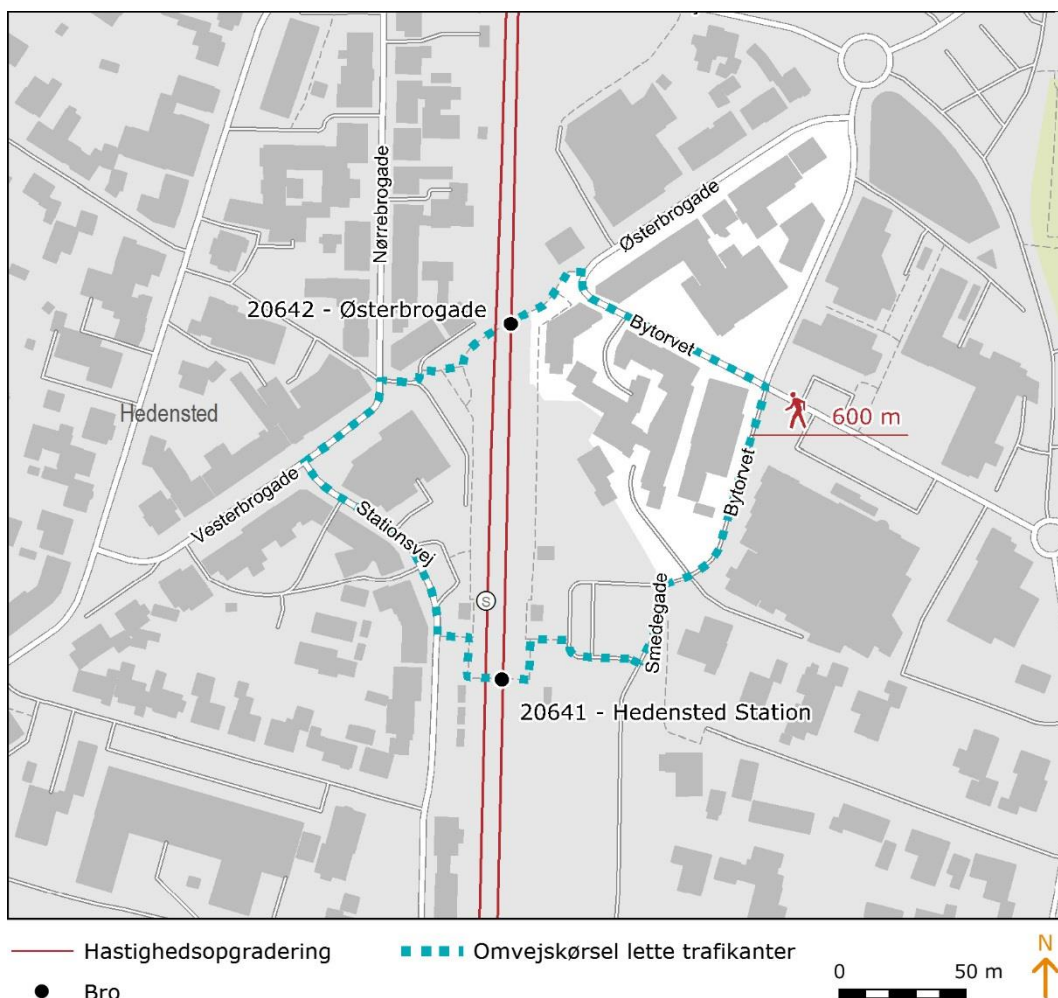 Østerbrogade
Nørrebrogade
20642 - Østerbrogade
Bytorvet
Hedensted
600 m
Vesterbrogade
Stationsvej
Bytorvet
S
Smedegade
20641 - Hedensted Station
Hastighedsopgradering
Omvejskørsel lette trafikanter
N
0 50 m
Bro